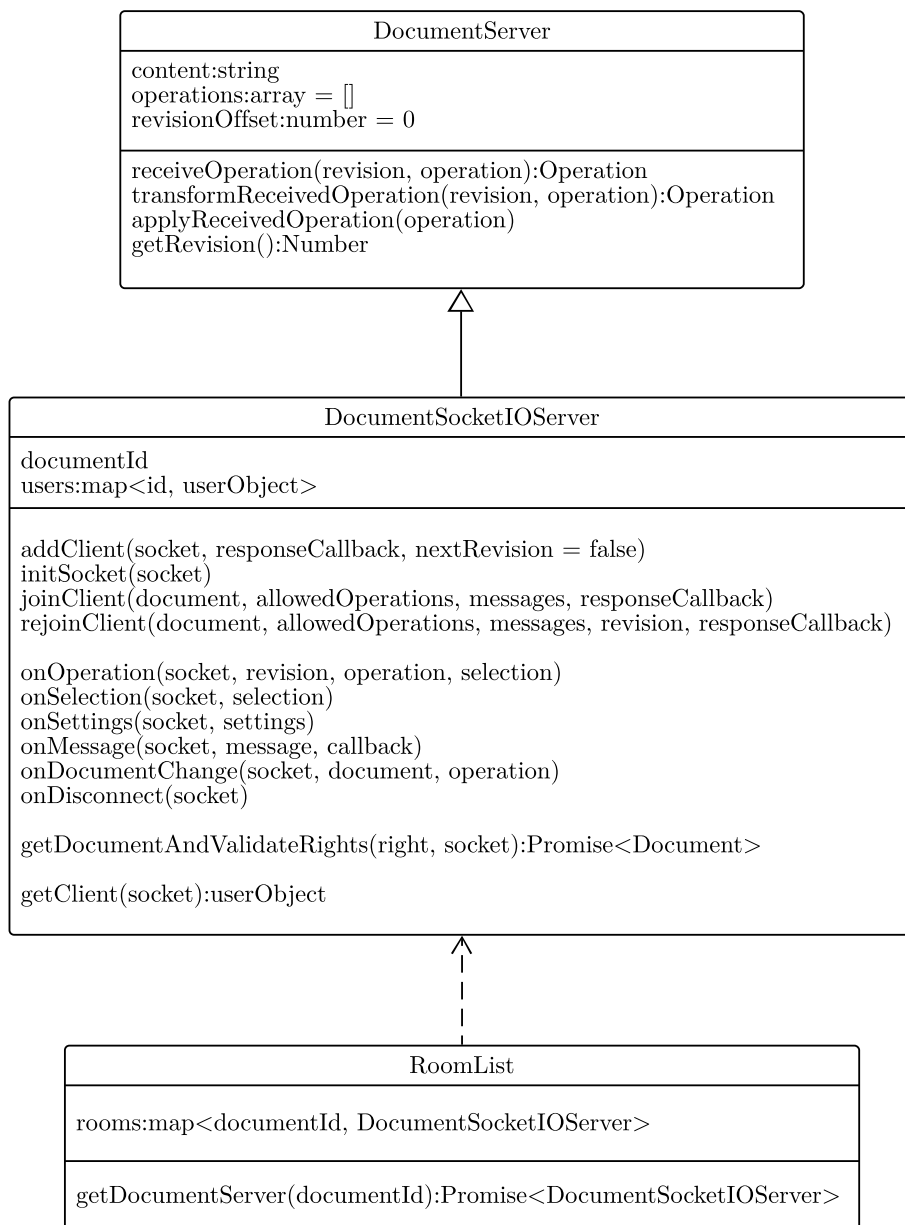 DocumentServer
content:string
operations:array = []
revisionOffset:number = 0
receiveOperation(revision, operation):Operation
transformReceivedOperation(revision, operation):Operation
applyReceivedOperation(operation)
getRevision():Number
DocumentSocketIOServer
documentId
users:map<id, userObject>
addClient(socket, responseCallback, nextRevision = false)
initSocket(socket)
joinClient(document, allowedOperations, messages, responseCallback)
rejoinClient(document, allowedOperations, messages, revision, responseCallback)
onOperation(socket, revision, operation, selection)
onSelection(socket, selection)
onSettings(socket, settings)
onMessage(socket, message, callback)
onDocumentChange(socket, document, operation)
onDisconnect(socket)
getDocumentAndValidateRights(right, socket):Promise<Document>
getClient(socket):userObject
RoomList
rooms:map<documentId, DocumentSocketIOServer>
getDocumentServer(documentId):Promise<DocumentSocketIOServer>